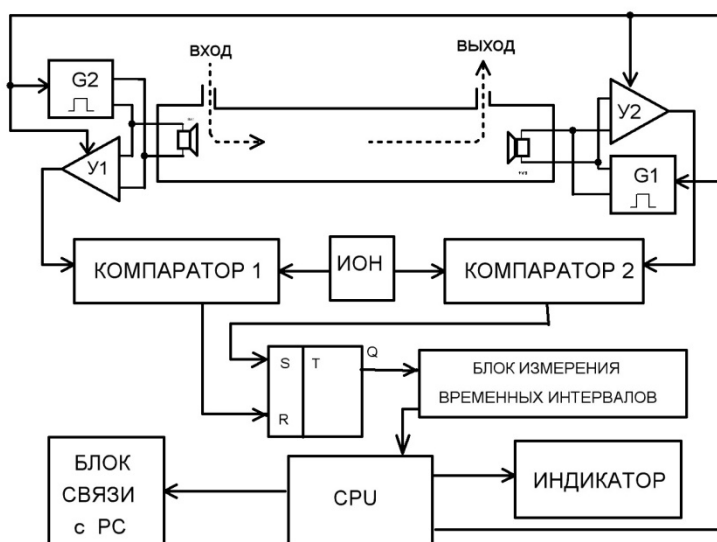 ВХОД
ВЫХОД
G2
У2
У1
G1
КОМПАРАТОР 1
ИОН
КОМПАРАТОР 2
S
T
Q
R
БЛОК ИЗМЕРЕНИЯ
ВРЕМЕННЫХ ИНТЕРВАЛОВ
БЛОК
СВЯЗИ
с PC
CPU
ИНДИКАТОР